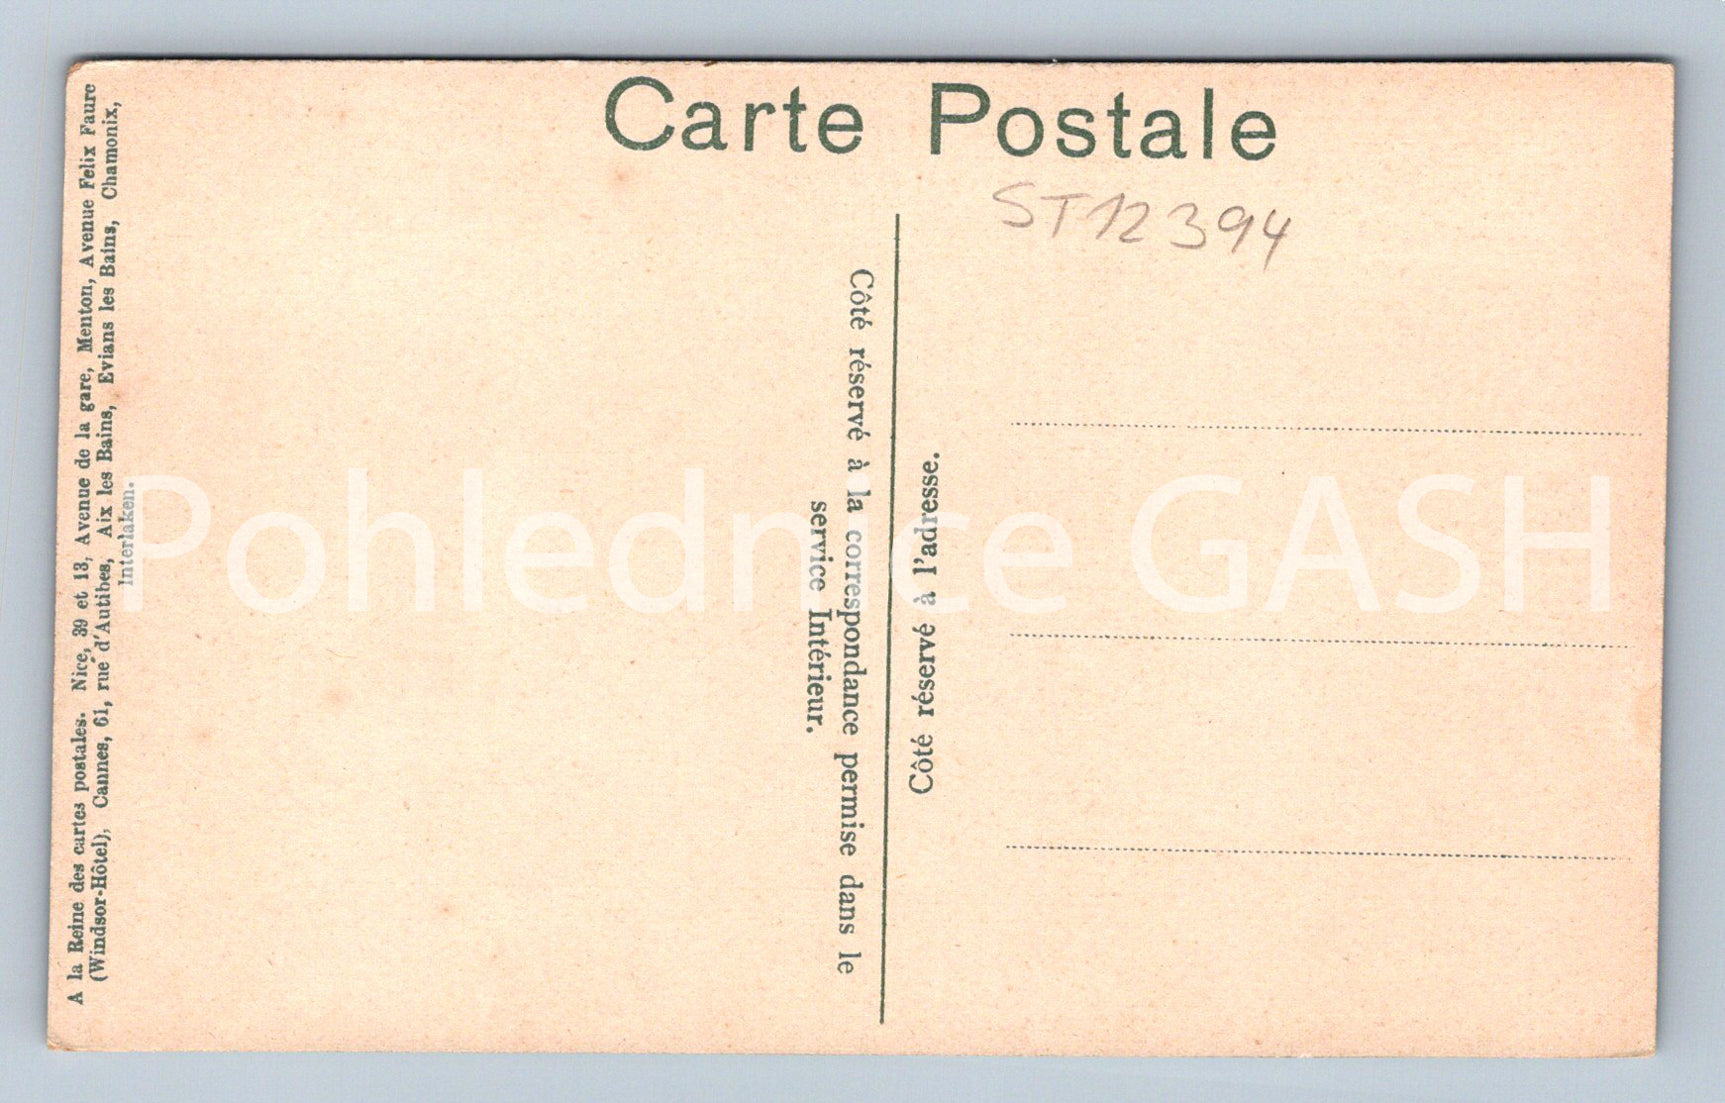 Carte Postale
ST12394
A la Reine des cartes postales. Nice, 39 et 13, Avenue de la gare, Menton, Avenue Felix Faure
(Windsor-Hôtel), Cannes, 61, rue d'Autibes, Aix les Bains, Evians les Bains, Chamonix,
Interlaken.
Côté réservé à la correspondance permise dans le
service Intérieur.
Côté réservé à l'adresse.
Pohlednice GASH